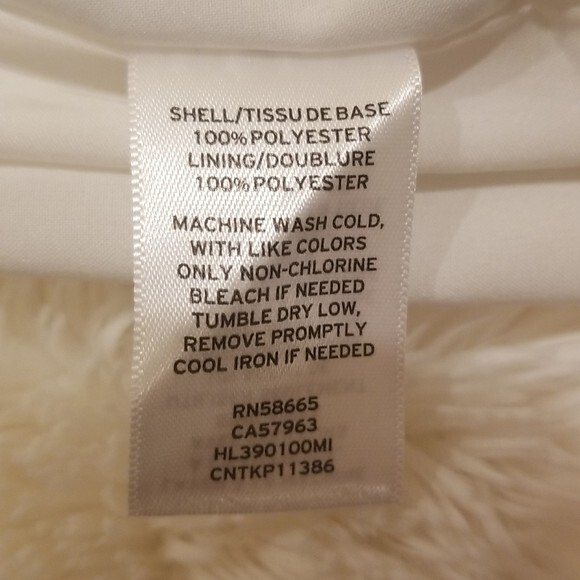 SHELL/TISSU DE BASE
100% POLYESTER
LINING/DOUBLURE
100% POLYESTER
MACHINE WASH COLD,
WITH LIKE COLORS
ONLY NON-CHLORINE
BLEACH IF NEEDED
TUMBLE DRY LOW,
REMOVE PROMPTLY
COOL IRON IF NEEDED
RN58665
CA57963
HL390100MI
CNTKP11386